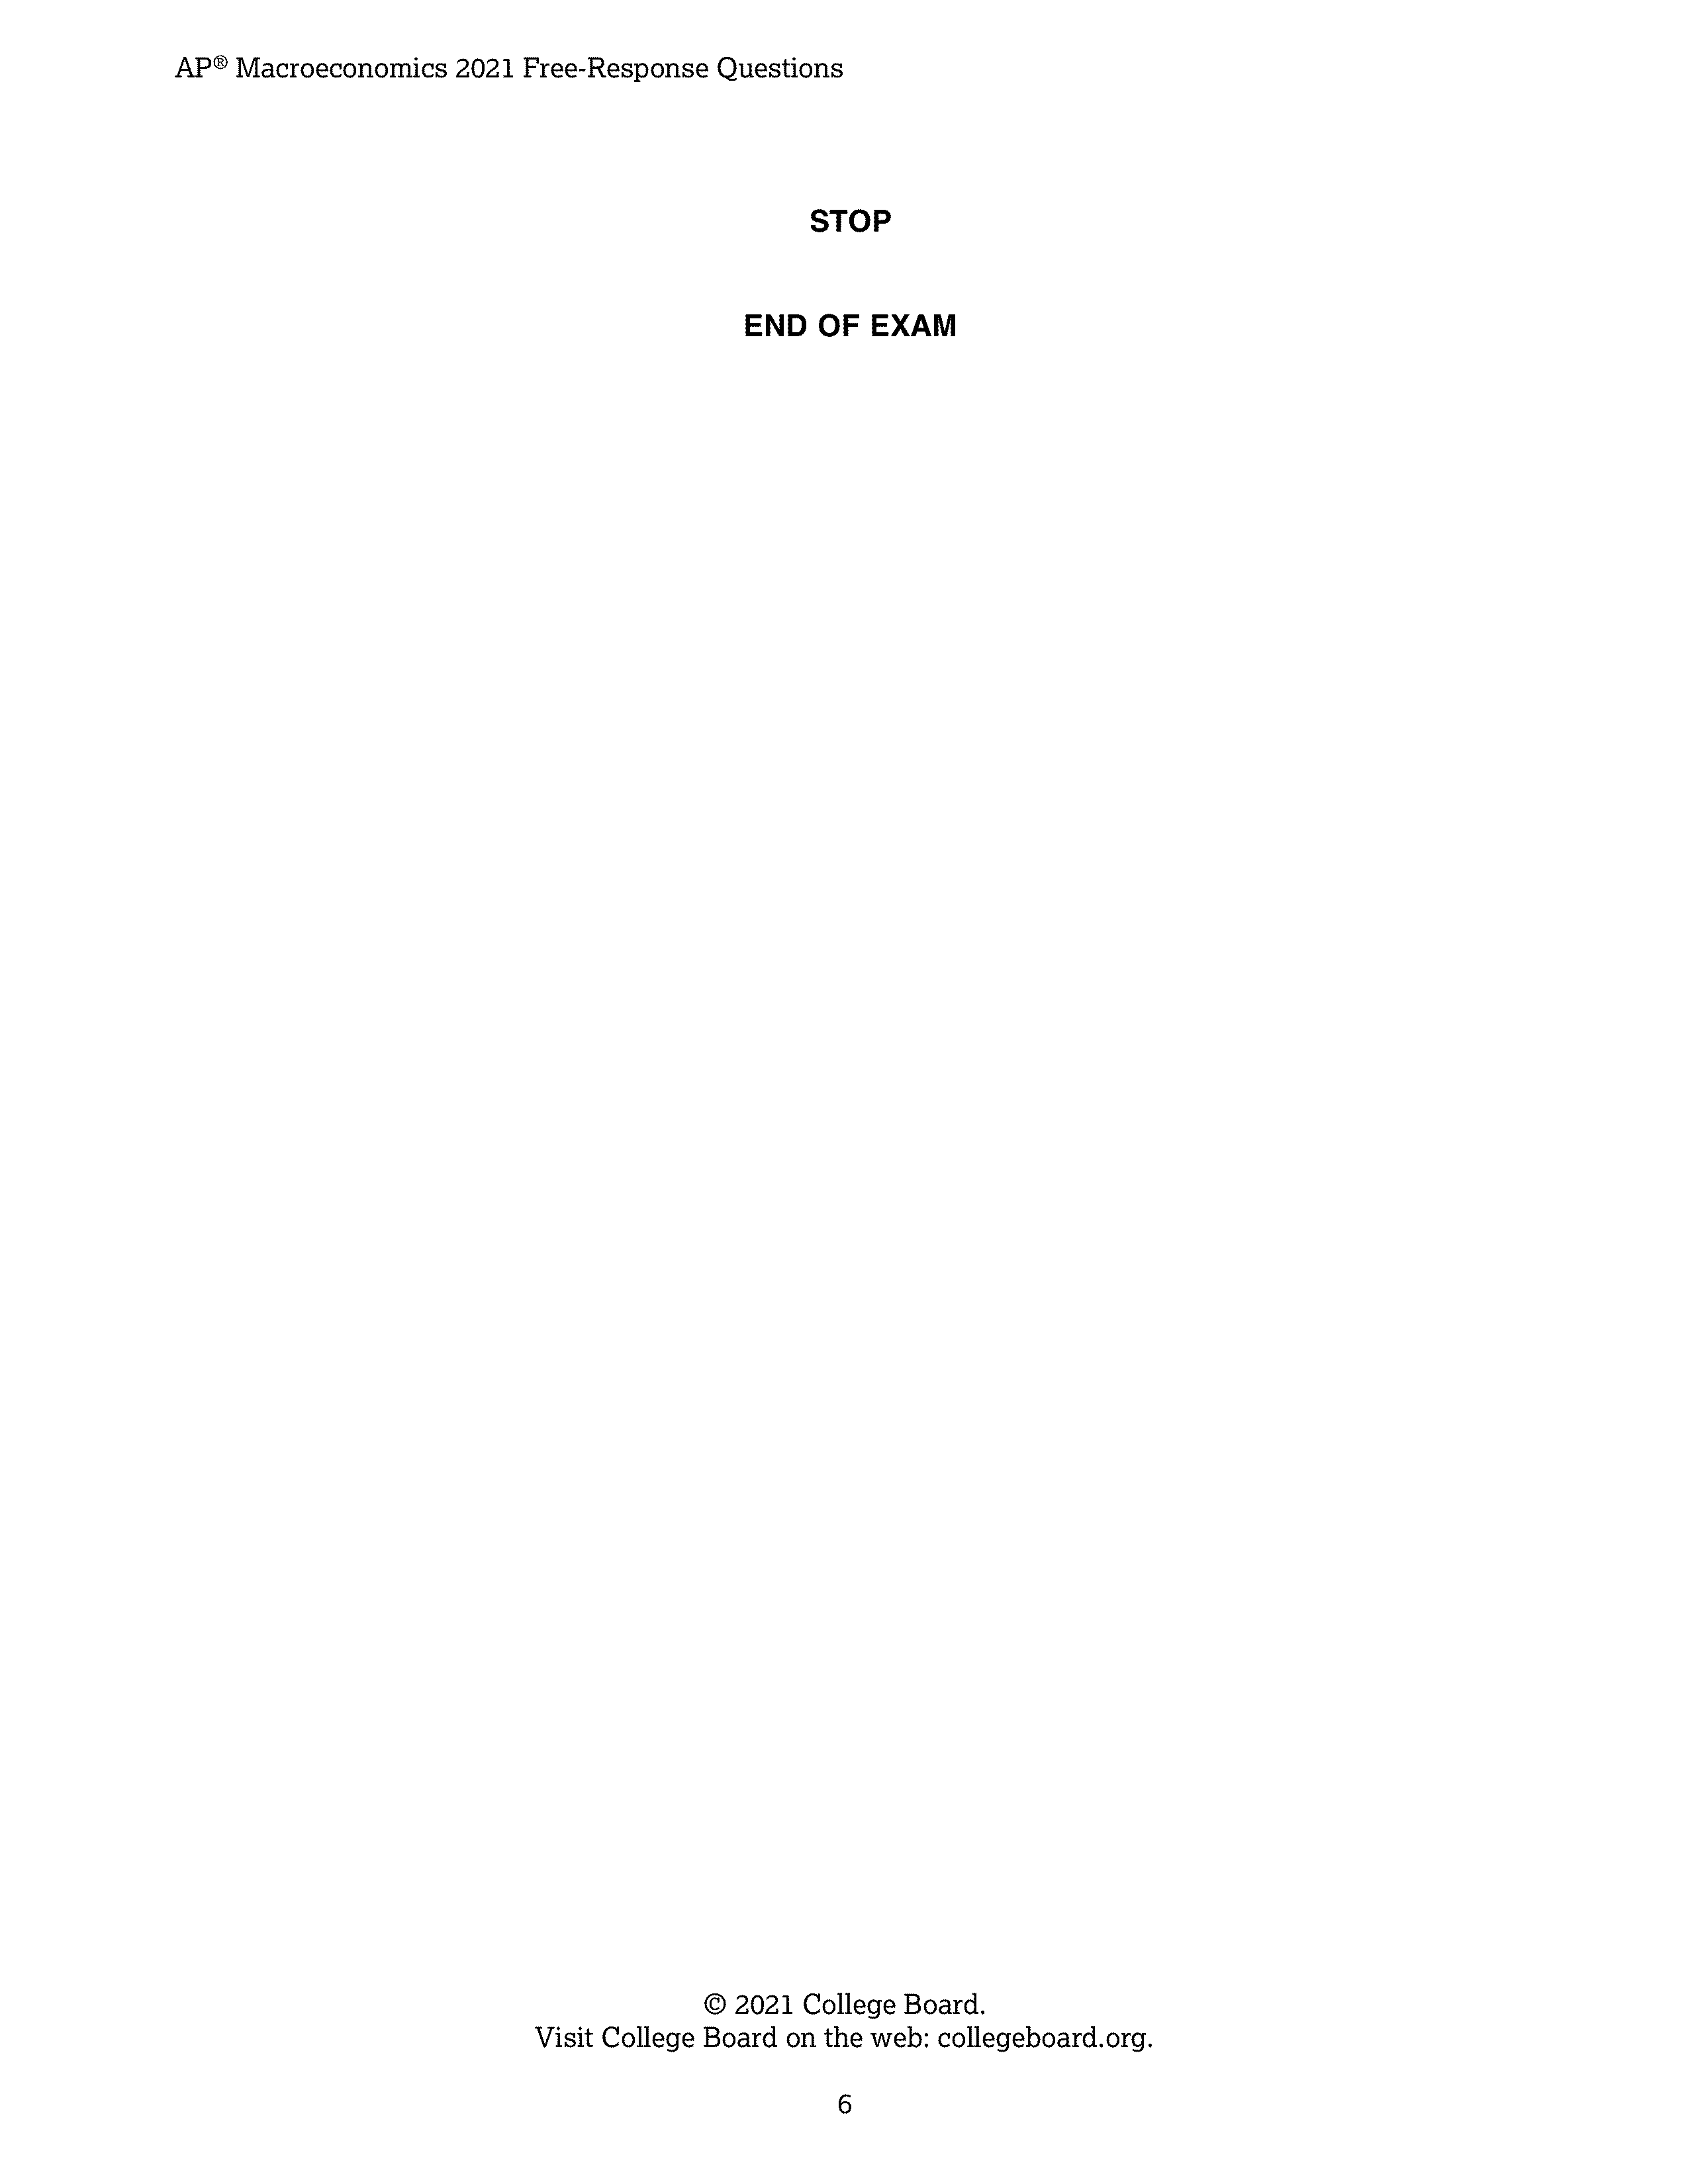 AP® Macroeconomics 2021 Free-Response Questions
STOP
END OF EXAM
© 2021 College Board.
Visit College Board on the web: collegeboard.org.
6